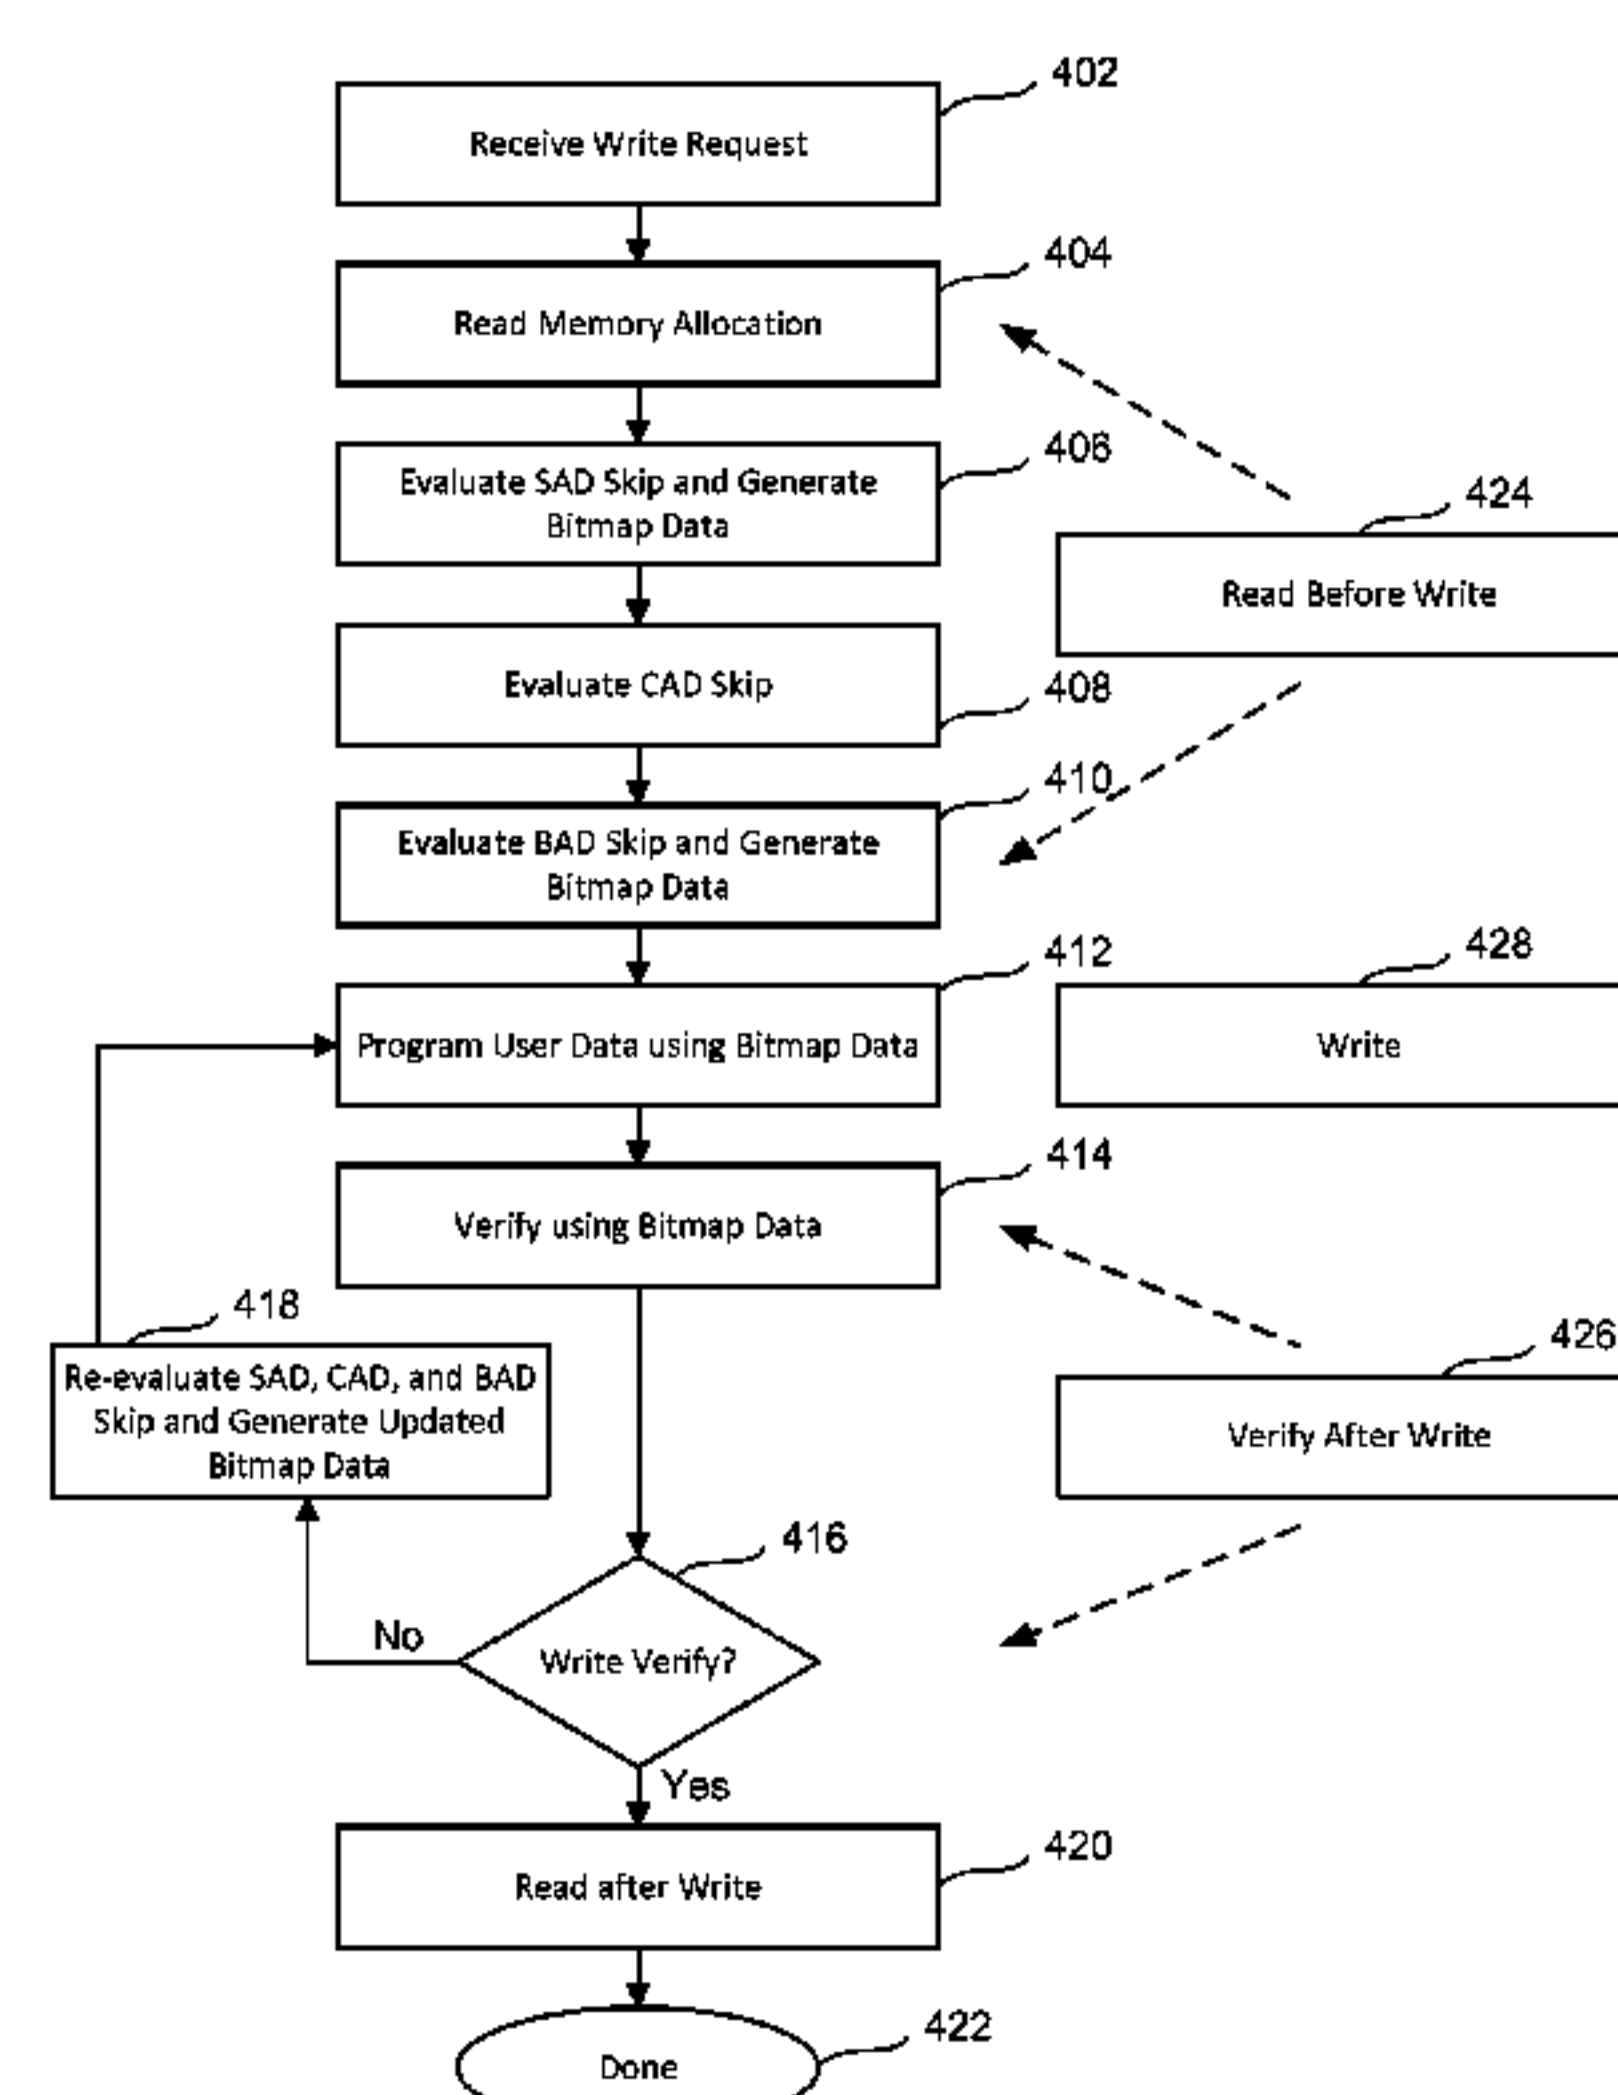 402
Receive Write Request
404
Read Memory Allocation
406
Evaluate SAD Skip and Generate
Bitmap Data
424
Read Before Write
Evaluate CAD Skip
408
410
Evaluate BAD Skip and Generate
Bitmap Data
412
428
Program User Data using Bitmap Data
Write
414
Verify using Bitmap Data
418
426
Re-evaluate SAD, CAD, and BAD
Skip and Generate Updated
Bitmap Data
Verify After Write
416
No
Write Verify?
Yes
420
Read after Write
422
Done